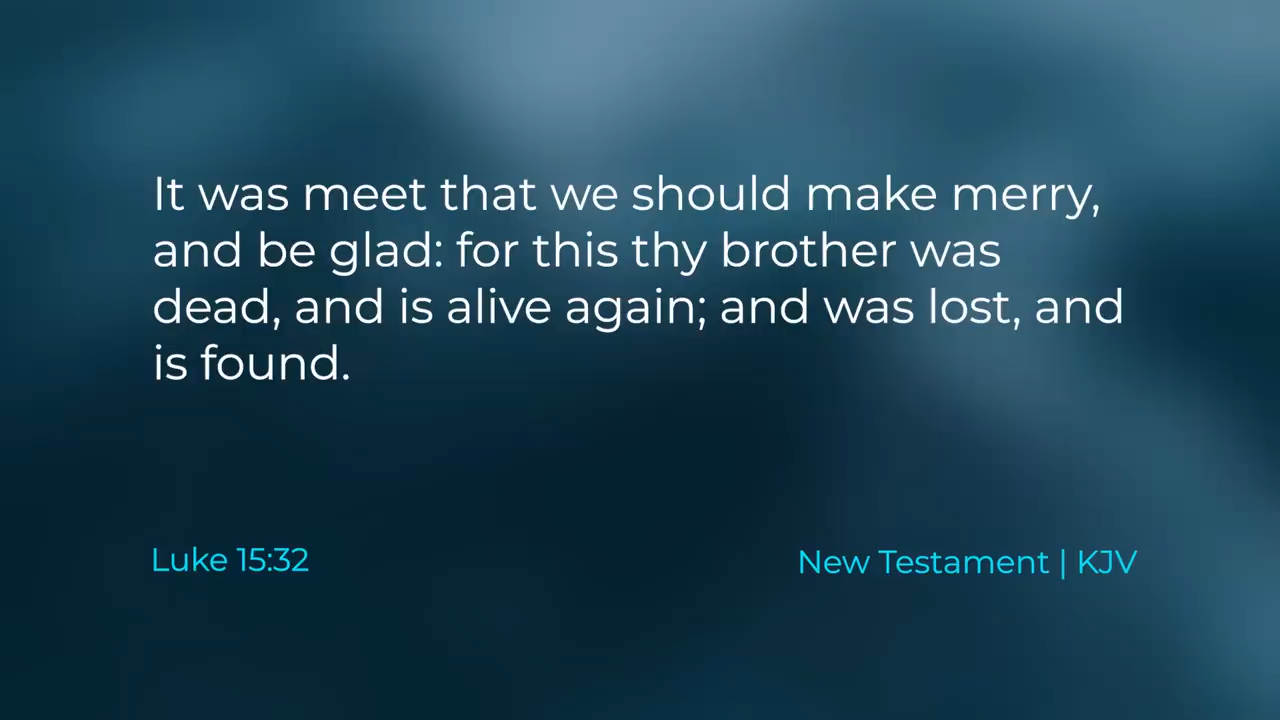 It was meet that we should make merry,
and be glad: for this thy brother was
dead, and is alive again; and was lost, and
is found.
Luke 15:32
New Testament | KJV